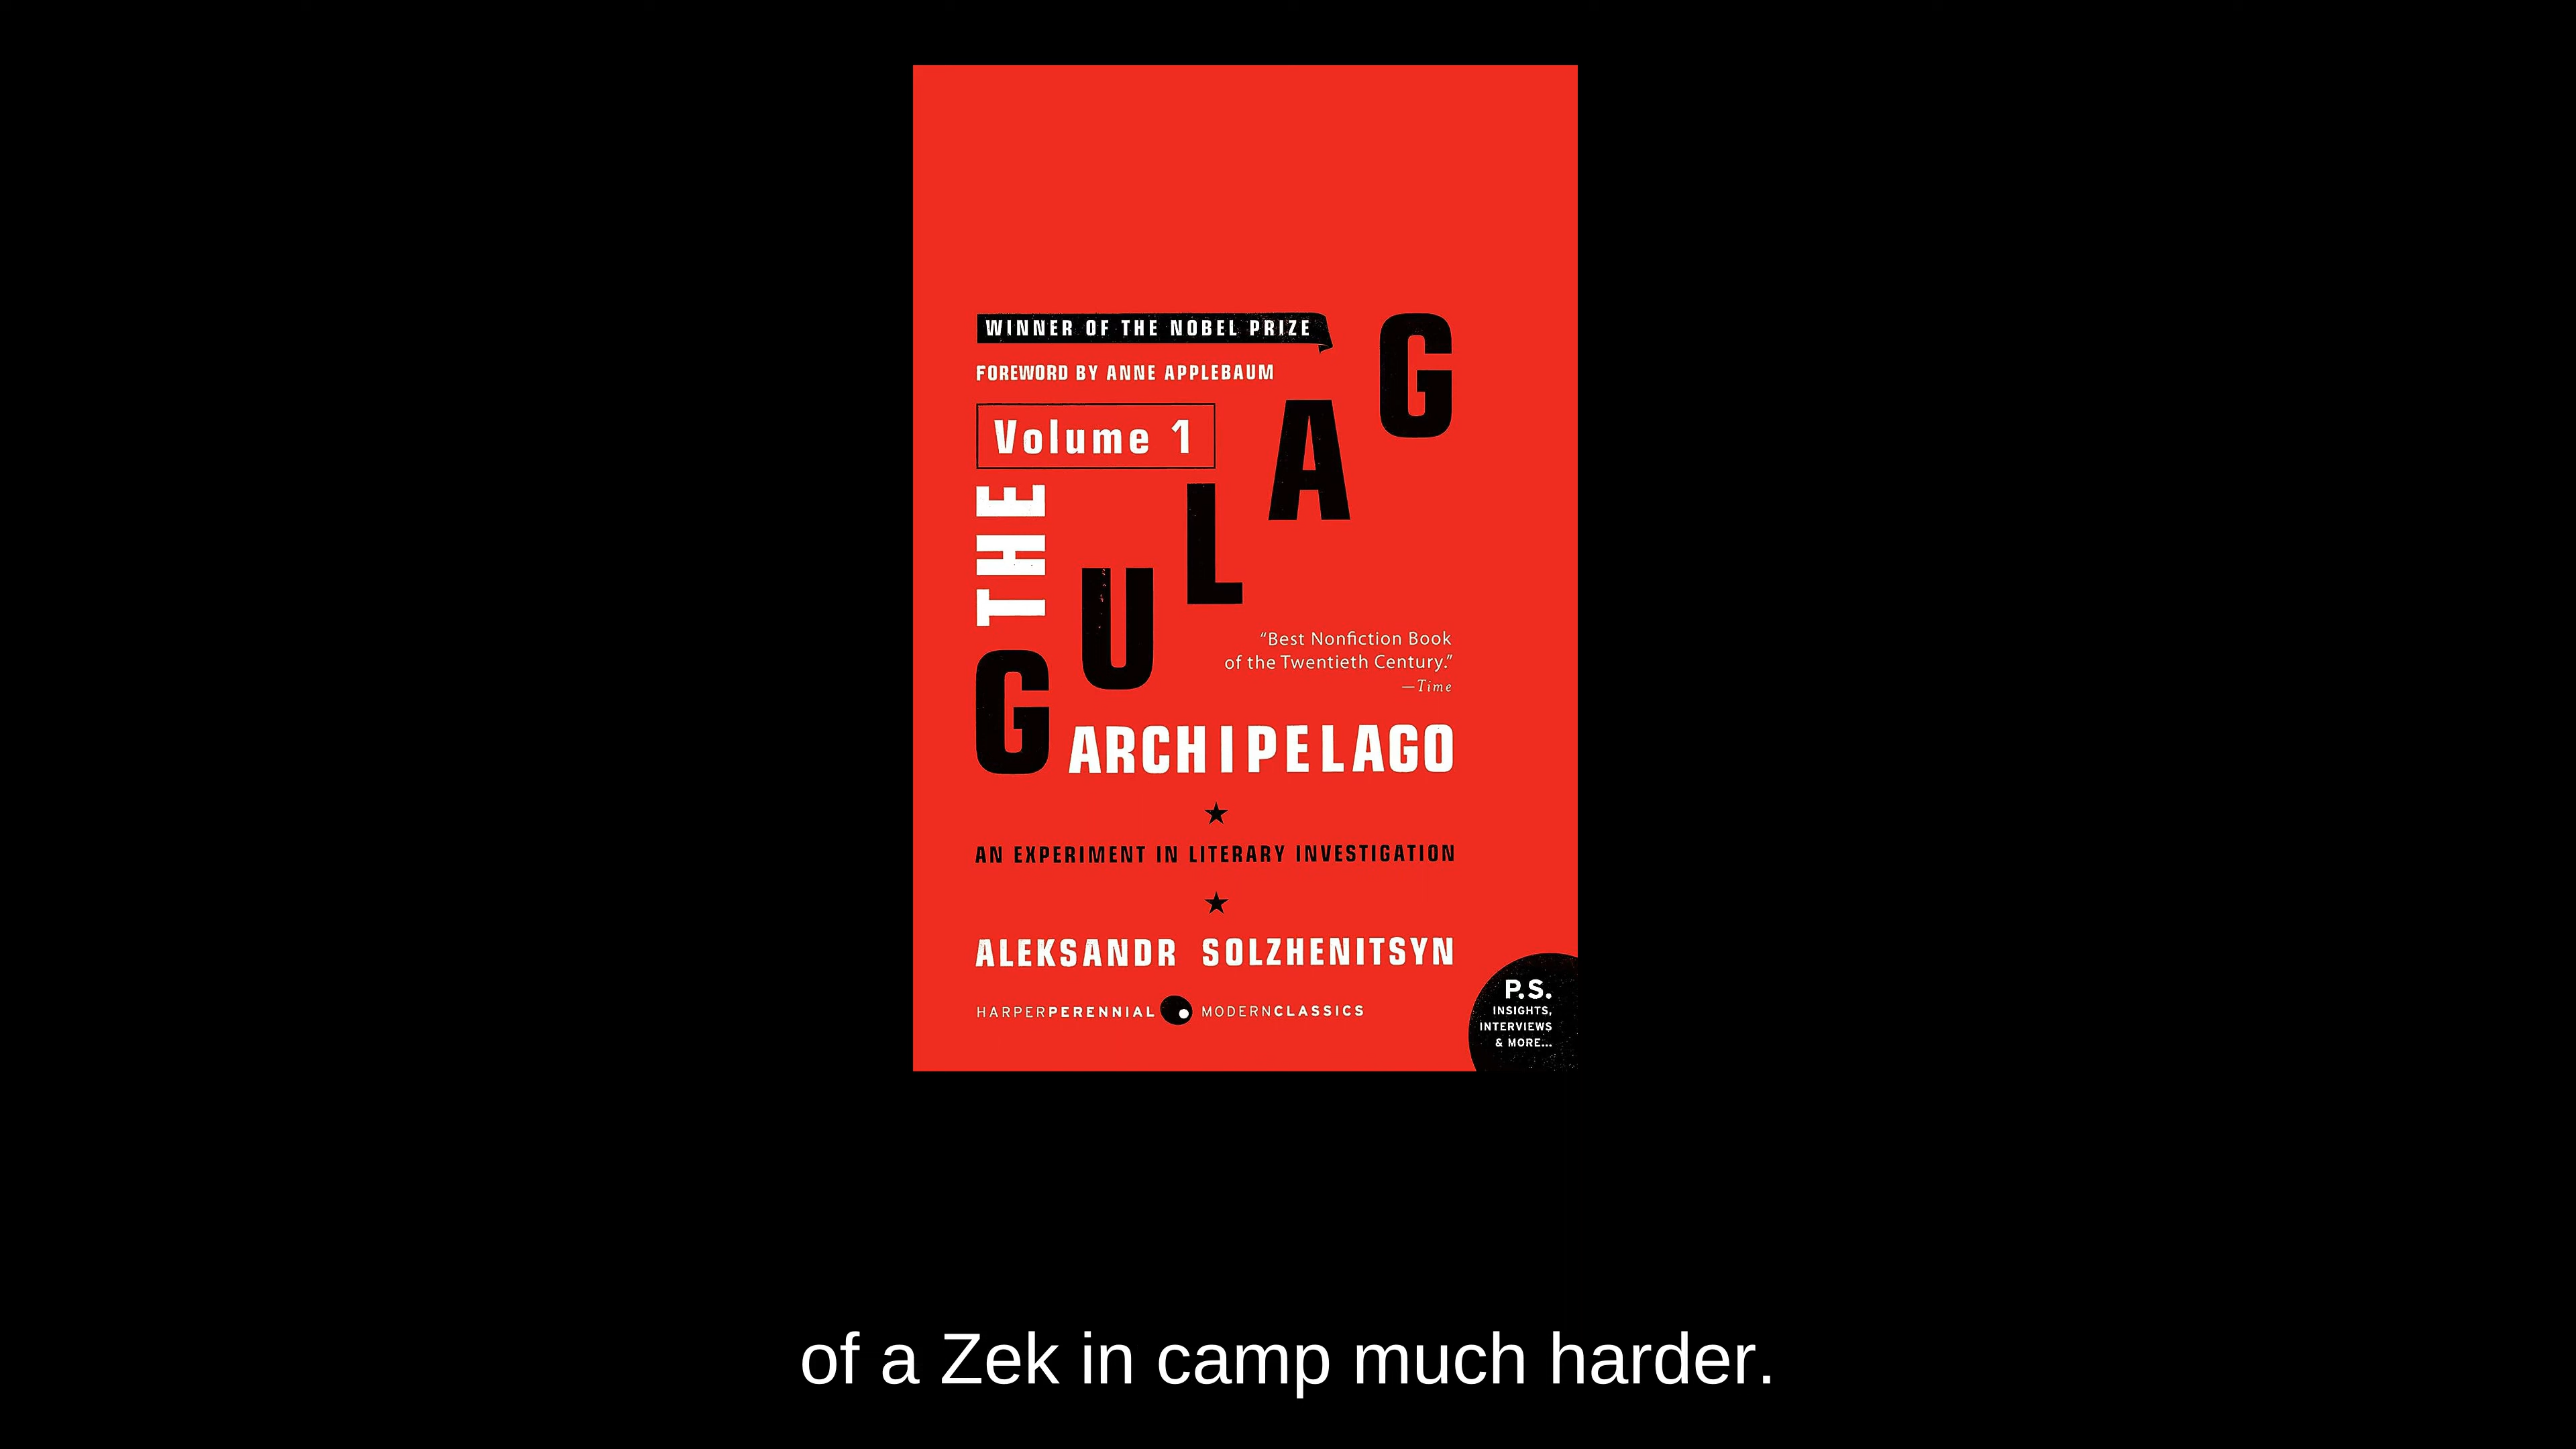 WINNER OF THE NOBEL PRIZE
FOREWORD BY ANNE APPLEBAUM
Volume 1
THE
GULAG
ARCHIPELAGO
“Best Nonfiction Book
of the Twentieth Century.”
—Time
AN EXPERIMENT IN LITERARY INVESTIGATION
ALEKSANDR SOLZHENITSYN
HARPERPERENNIAL MODERNCLASSICS
P.S.
INSIGHTS,
INTERVIEWS
& MORE...
of a Zek in camp much harder.